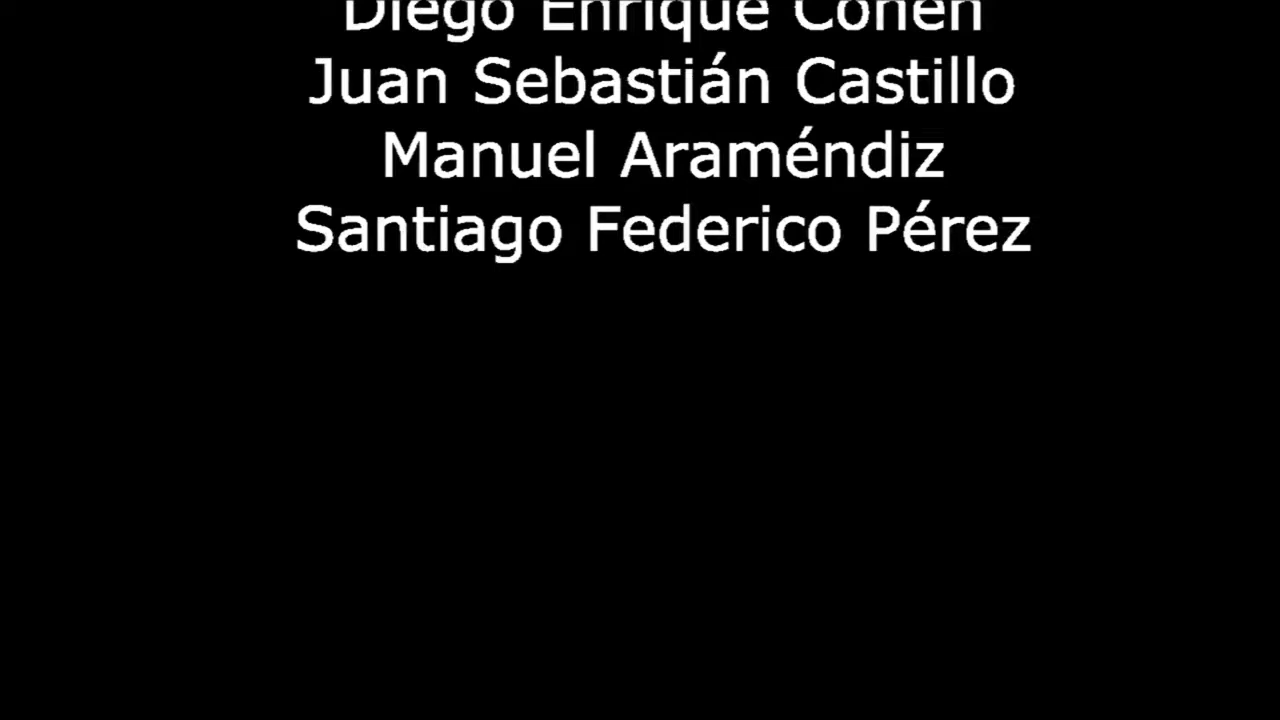 Diego Enrique Cohen
Juan Sebastián Castillo
Manuel Araméndiz
Santiago Federico Pérez